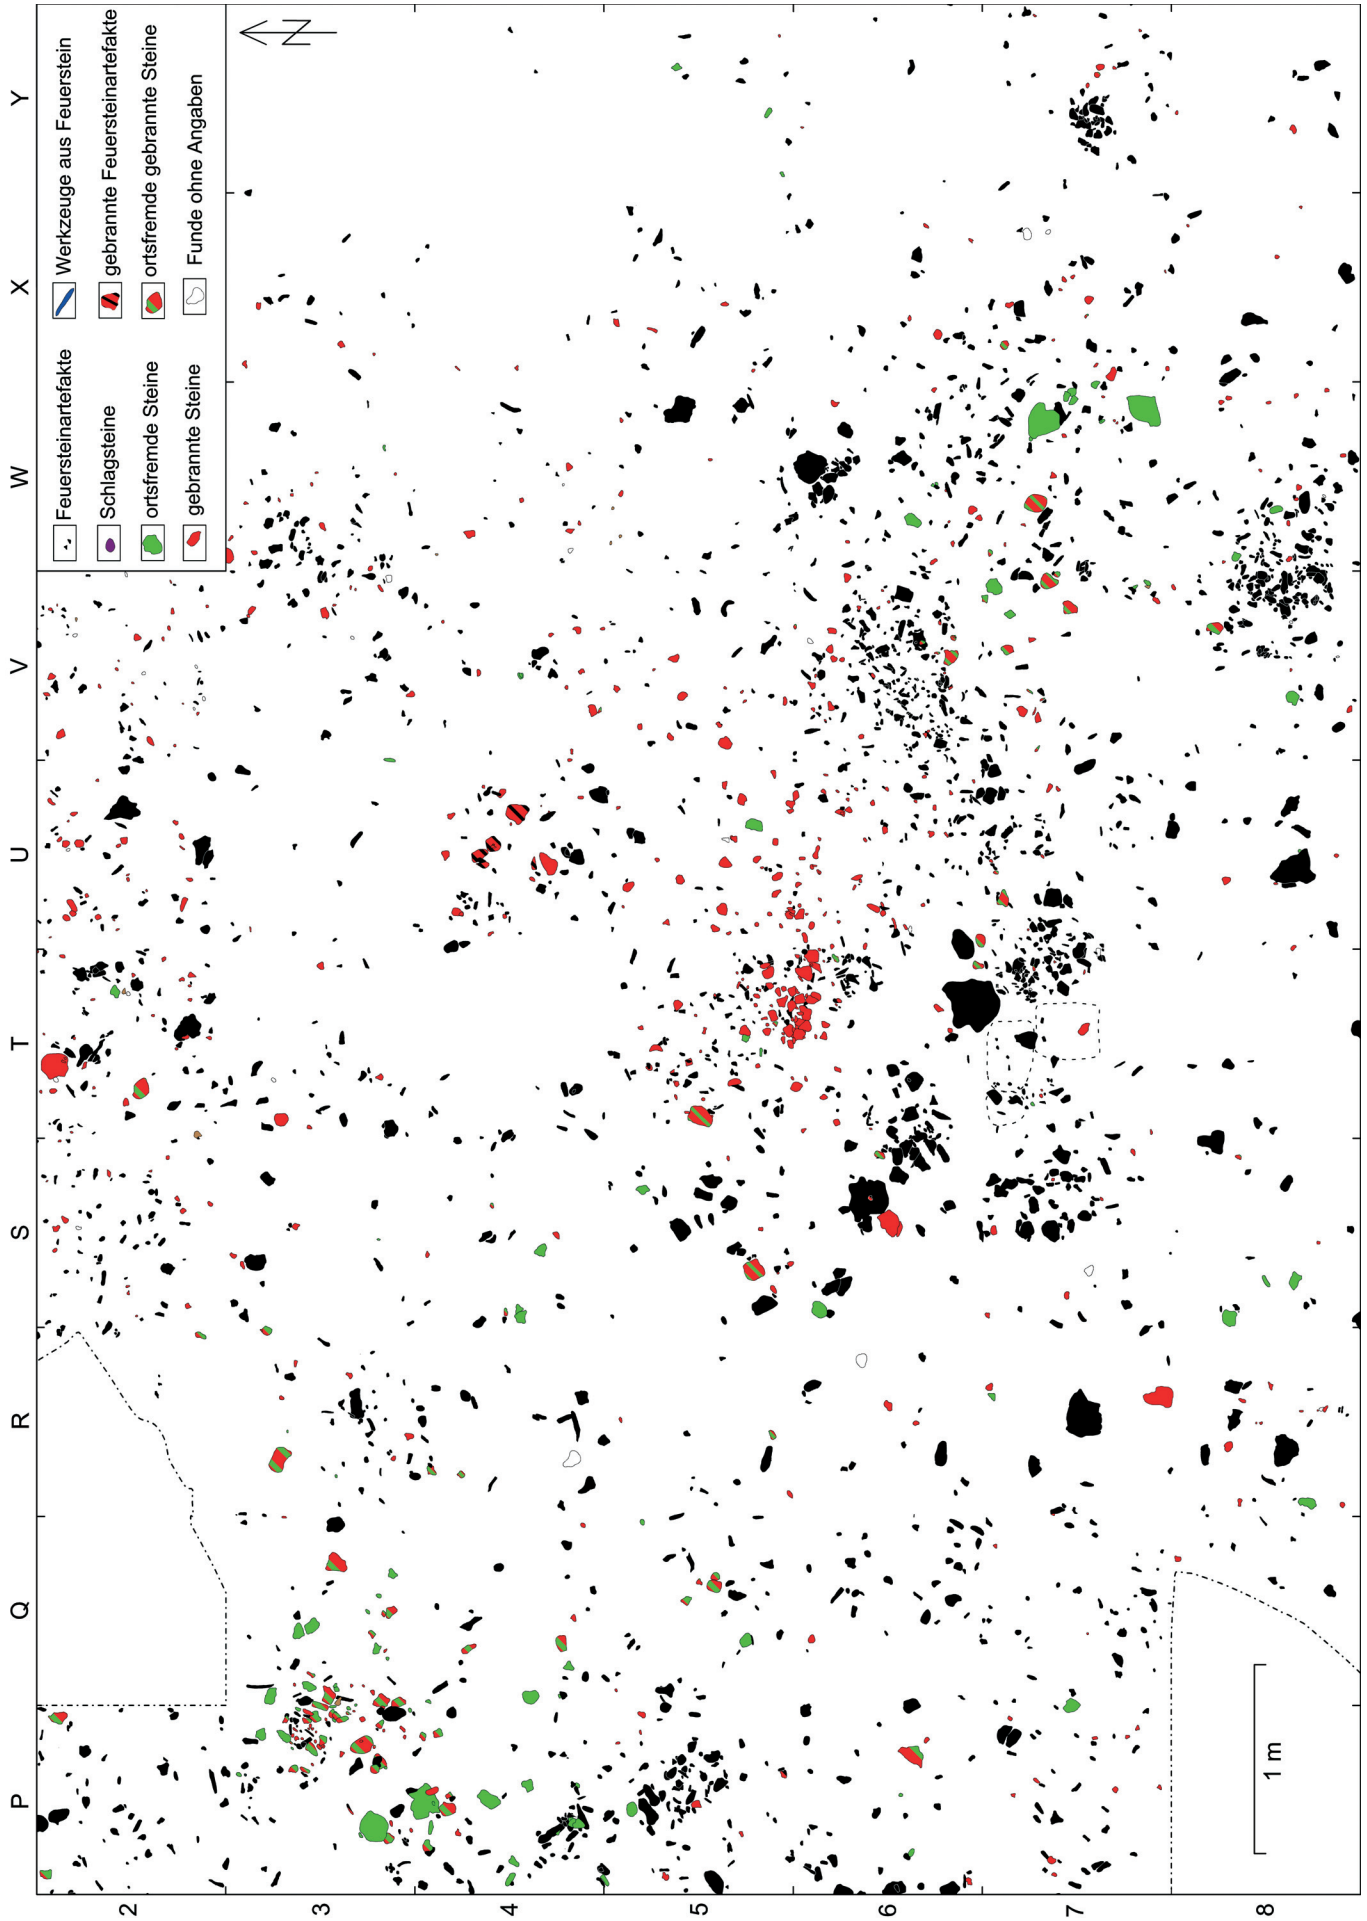 Feuersteinartefakte
Schlagsteine
ortsfremde Steine
gebrannte Steine
Werkzeuge aus Feuerstein
gebrannte Feuersteinartefakte
ortsfremde gebrannte Steine
Funde ohne Angaben
N
P Q R S T U V W X Y
2
3
4
5
6
7
8
1 m